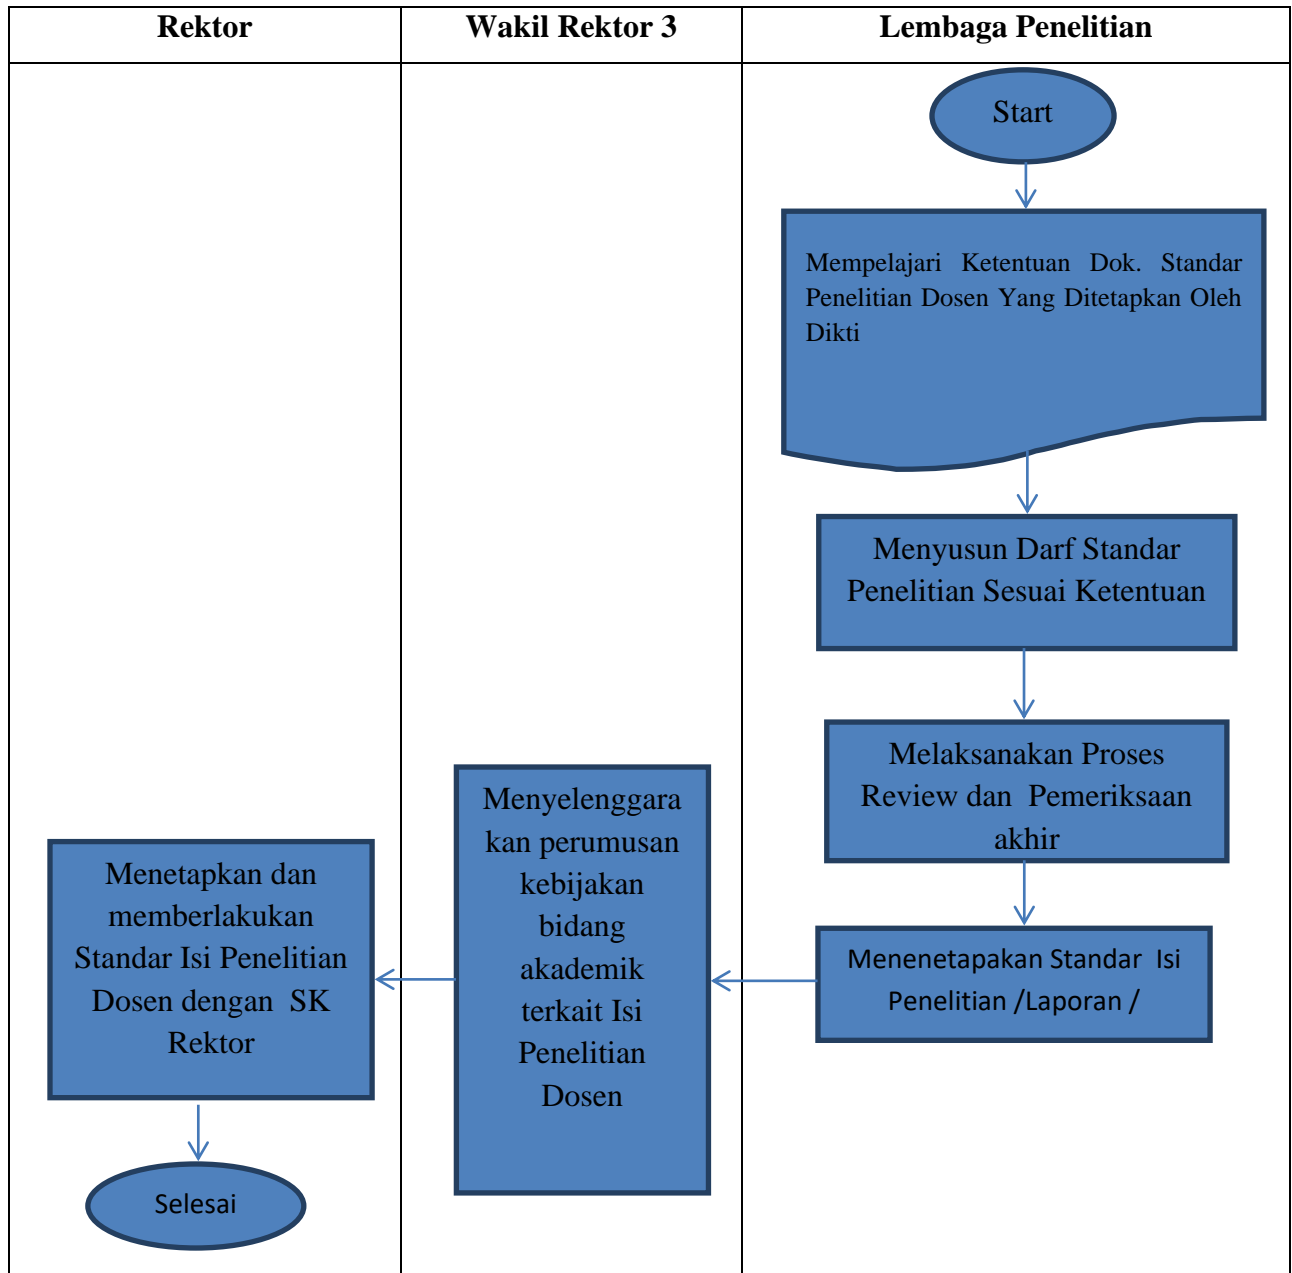 Rektor
Wakil Rektor 3
Lembaga Penelitian
Start
Mempelajari Ketentuan Dok. Standar
Penelitian Dosen Yang Ditetapkan Oleh
Dikti
Menyusun Darf Standar
Penelitian Sesuai Ketentuan
Melaksanakan Proses
Review dan Pemeriksaan
akhir
Menenetapakan Standar Isi
Penelitian /Laporan /
Menyelenggara
kan perumusan
kebijakan
bidang
akademik
terkait Isi
Penelitian
Dosen
Menetapkan dan
memberlakukan
Standar Isi Penelitian
Dosen dengan SK
Rektor
Selesai